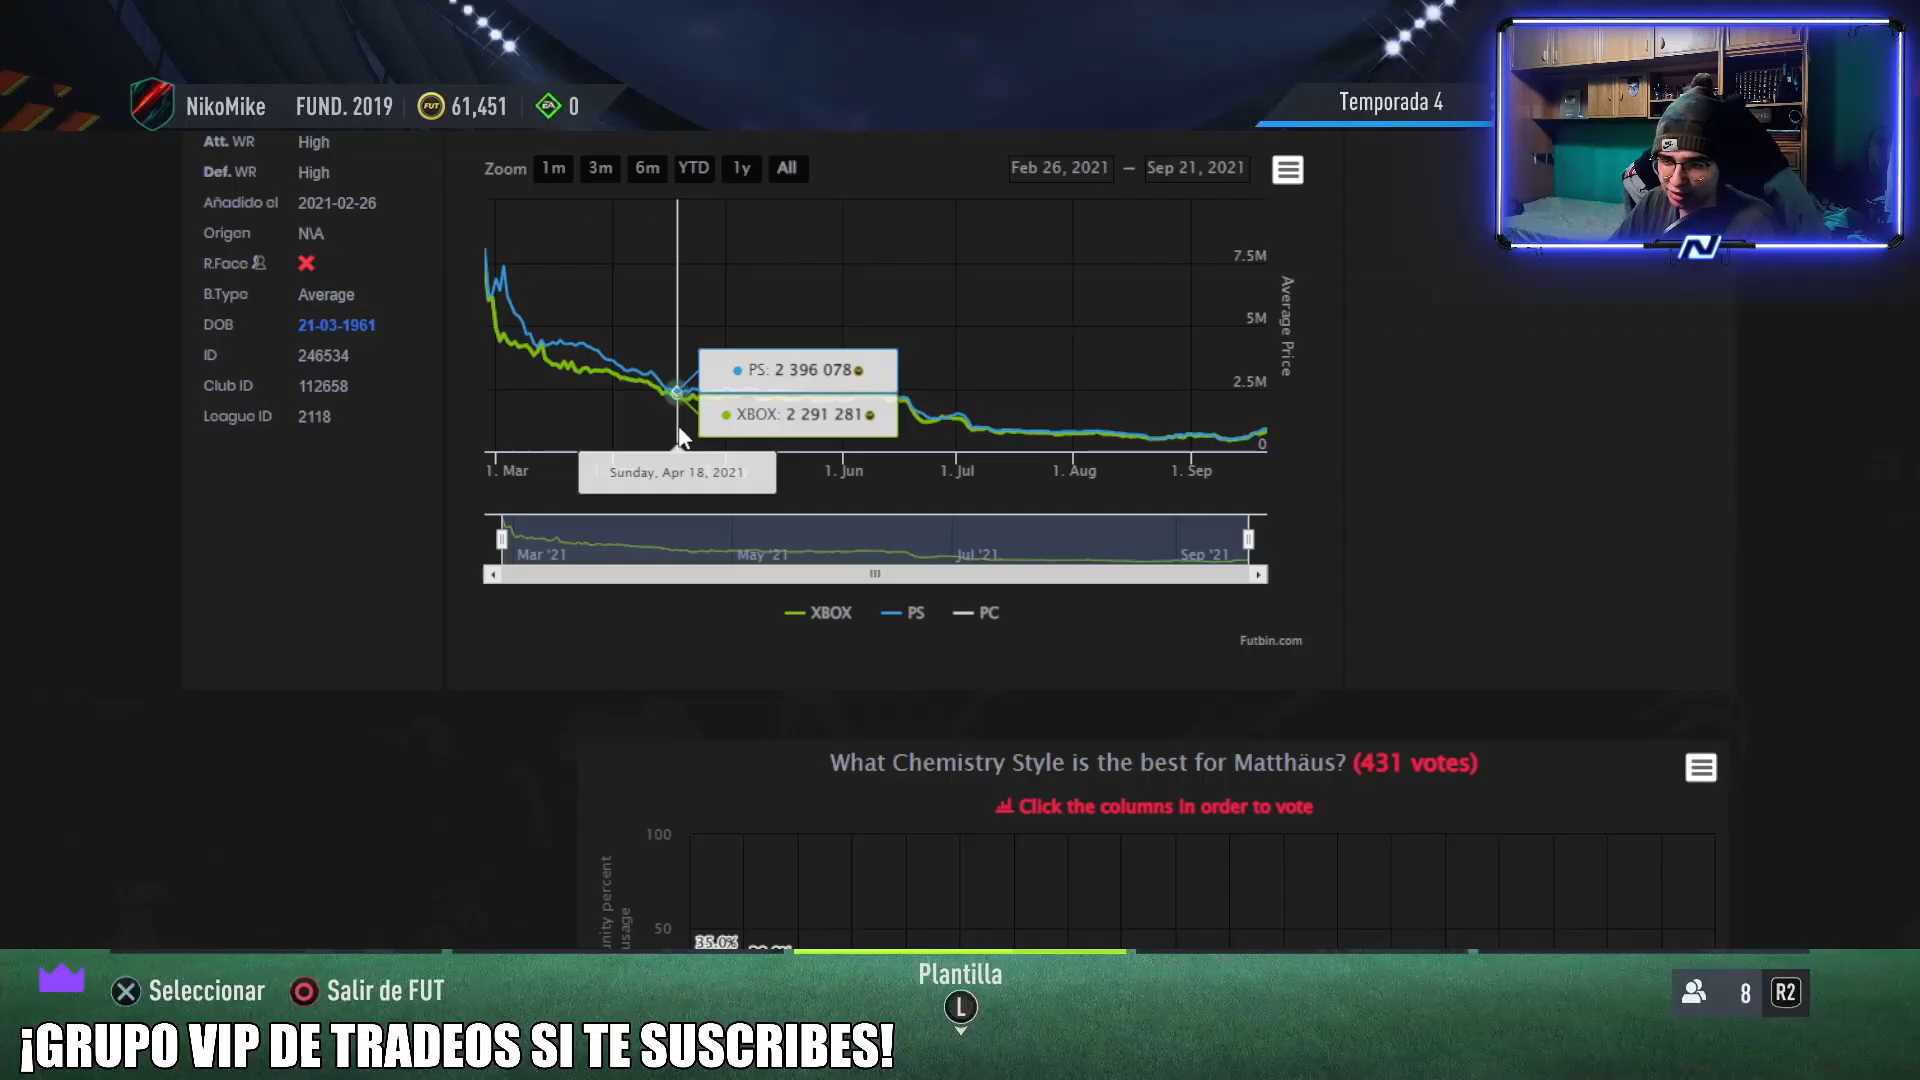 NikoMike FUND. 2019 FUT 61,451 EA 0
Temporada 4
Att. WR High
Def. WR High
Añadido el 2021-02-26
Origen N\A
R.Face
B.Type Average
DOB 21-03-1961
ID 246534
Club ID 112658
League ID 2118
Zoom 1m 3m 6m YTD 1y All
Feb 26, 2021 – Sep 21, 2021
7.5M
5M
2.5M
0
Average Price
PS: 2 396 078
XBOX: 2 291 281
Sunday, Apr 18, 2021
1. Mar 1. Jun 1. Jul 1. Aug 1. Sep
Mar '21 May '21 Jul '21 Sep '21
XBOX PS PC
Futbin.com
What Chemistry Style is the best for Matthäus? (431 votes)
Click the columns in order to vote
100
50
35.0%
percent
usage
Plantilla
L
Seleccionar Salir de FUT
8 R2
¡GRUPO VIP DE TRADEOS SI TE SUSCRIBES!